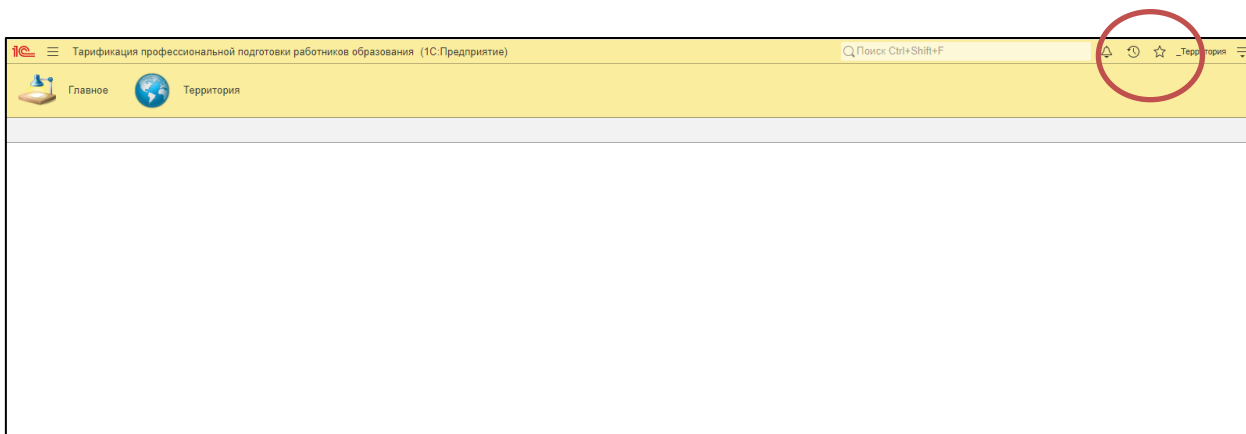 1С Тарификация профессиональной подготовки работников образования (1С:Предприятие) Поиск Ctrl+Shift+F _Территория
Главное Территория